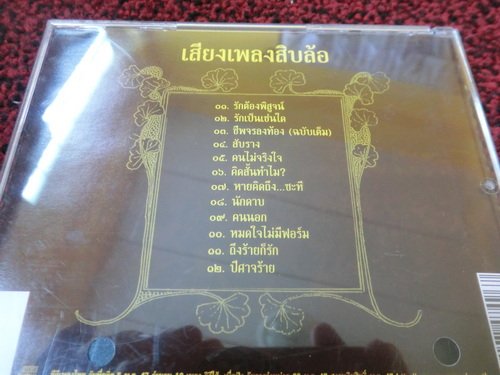 เสียงเพลงสิบล้อ
๐๑. รักต้องพิสูจน์
๐๒. รักเป็นเช่นใด
๐๓. ชีพจรรองท้อง (ฉบับเดิม)
๐๔. สับราง
๐๕. คนไม่จริงใจ
๐๖. คิดสั้นทำไม?
๐๗. หายคิดถึง...ซะที
๐๘. นักดาบ
๐๙. คนนอก
๑๐. หมดใจไม่มีฟอร์ม
๑๑. ถึงร้ายก็รัก
๑๒. ปีศาจร้าย